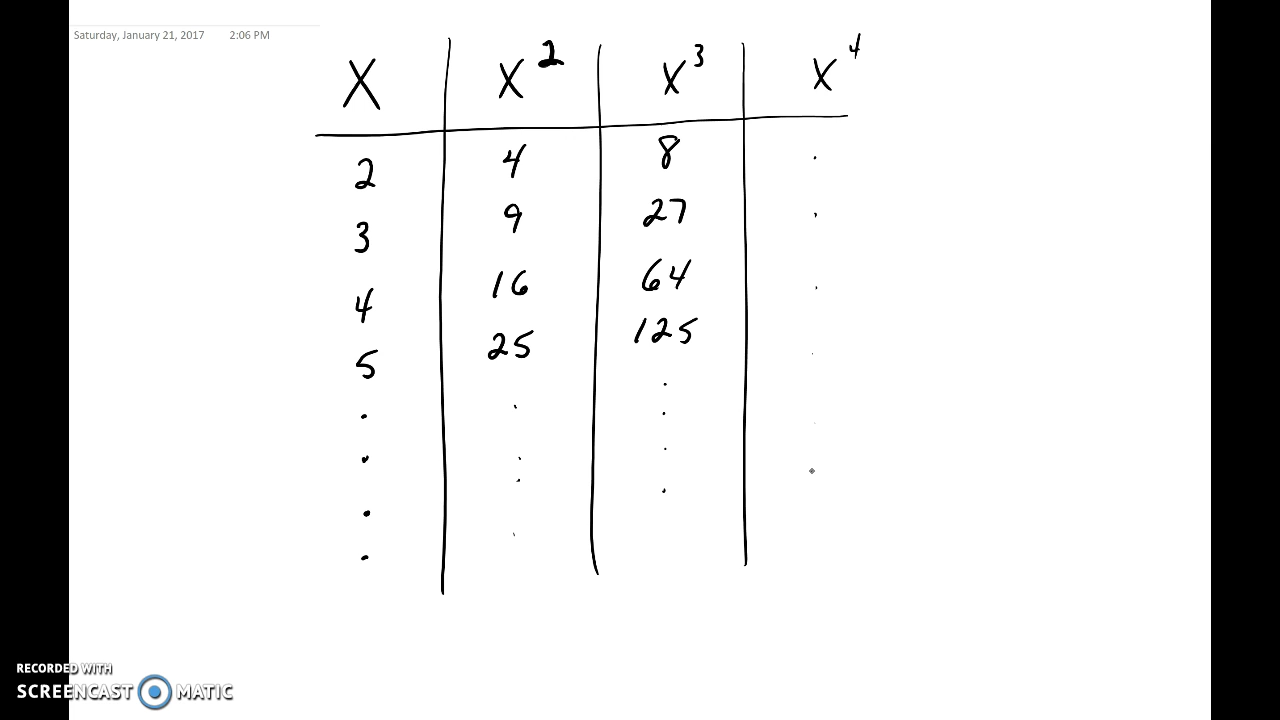 Saturday, January 21, 2017 2:06 PM
X X² X³ X⁴
2 4 8 .
3 9 27 .
4 16 64 .
5 25 125 .
. . . .
. . . .
. . .
. . .
RECORDED WITH
SCREENCAST MATIC